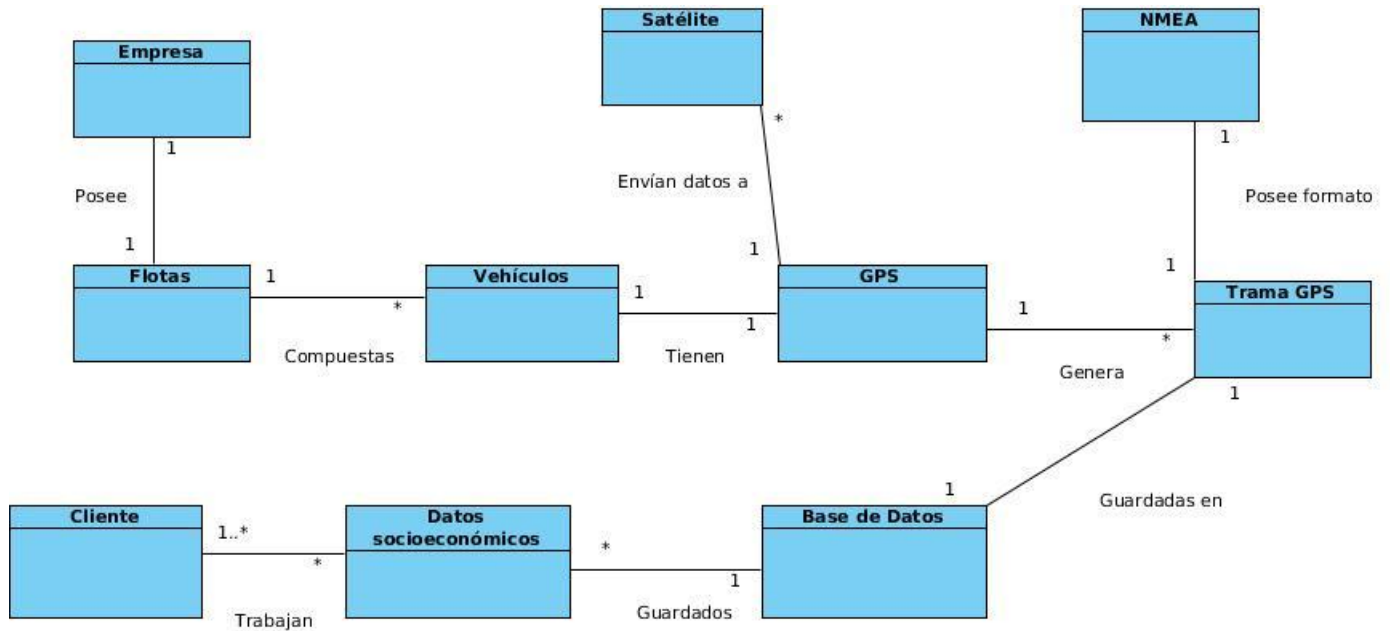 Satélite
NMEA
Empresa
*
1
1
Envían datos a
Posee
Posee formato
1
1
1
Flotas
1
Vehículos
1
GPS
Trama GPS
*
1
1
*
Compuestas
Tienen
Genera
1
1
Guardadas en
Cliente
Datos
socioeconómicos
Base de Datos
1..*
*
*
1
Trabajan
Guardados